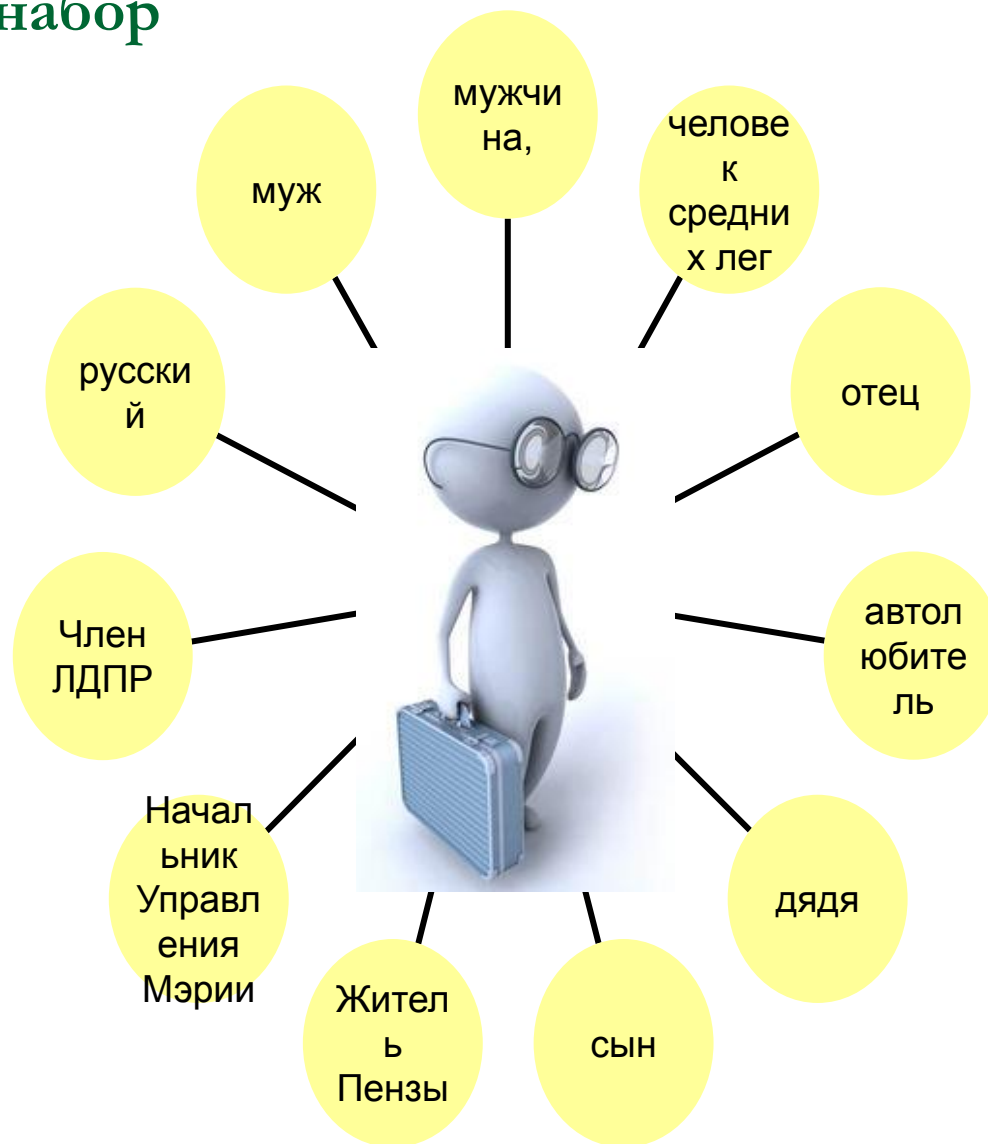 набор
мужчи
на,
челове
к
средни
х лег
муж
русски
й
отец
Член
ЛДПР
автол
юбите
ль
Начал
ьник
Управл
ения
Мэрии
дядя
Жител
ь
Пензы
сын